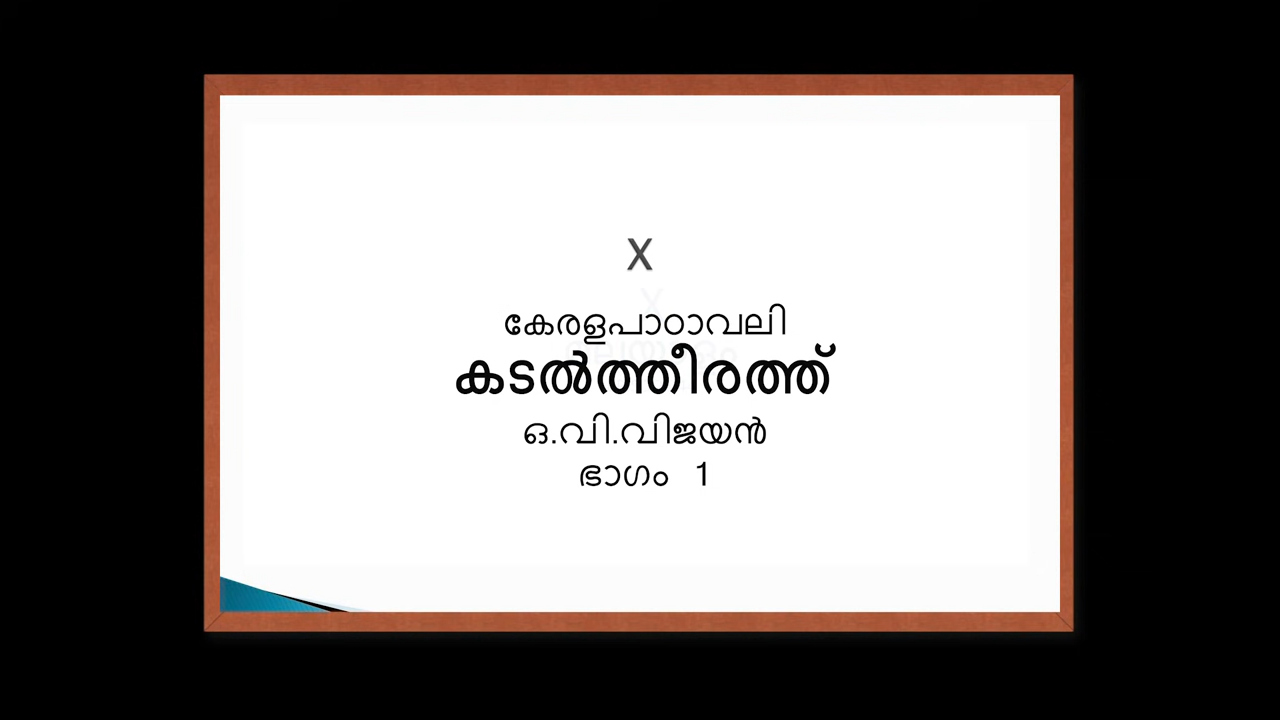 X
കേരളപാഠാവലി
കടൽത്തീരത്ത്
ഒ.വി.വിജയൻ
ഭാഗം 1